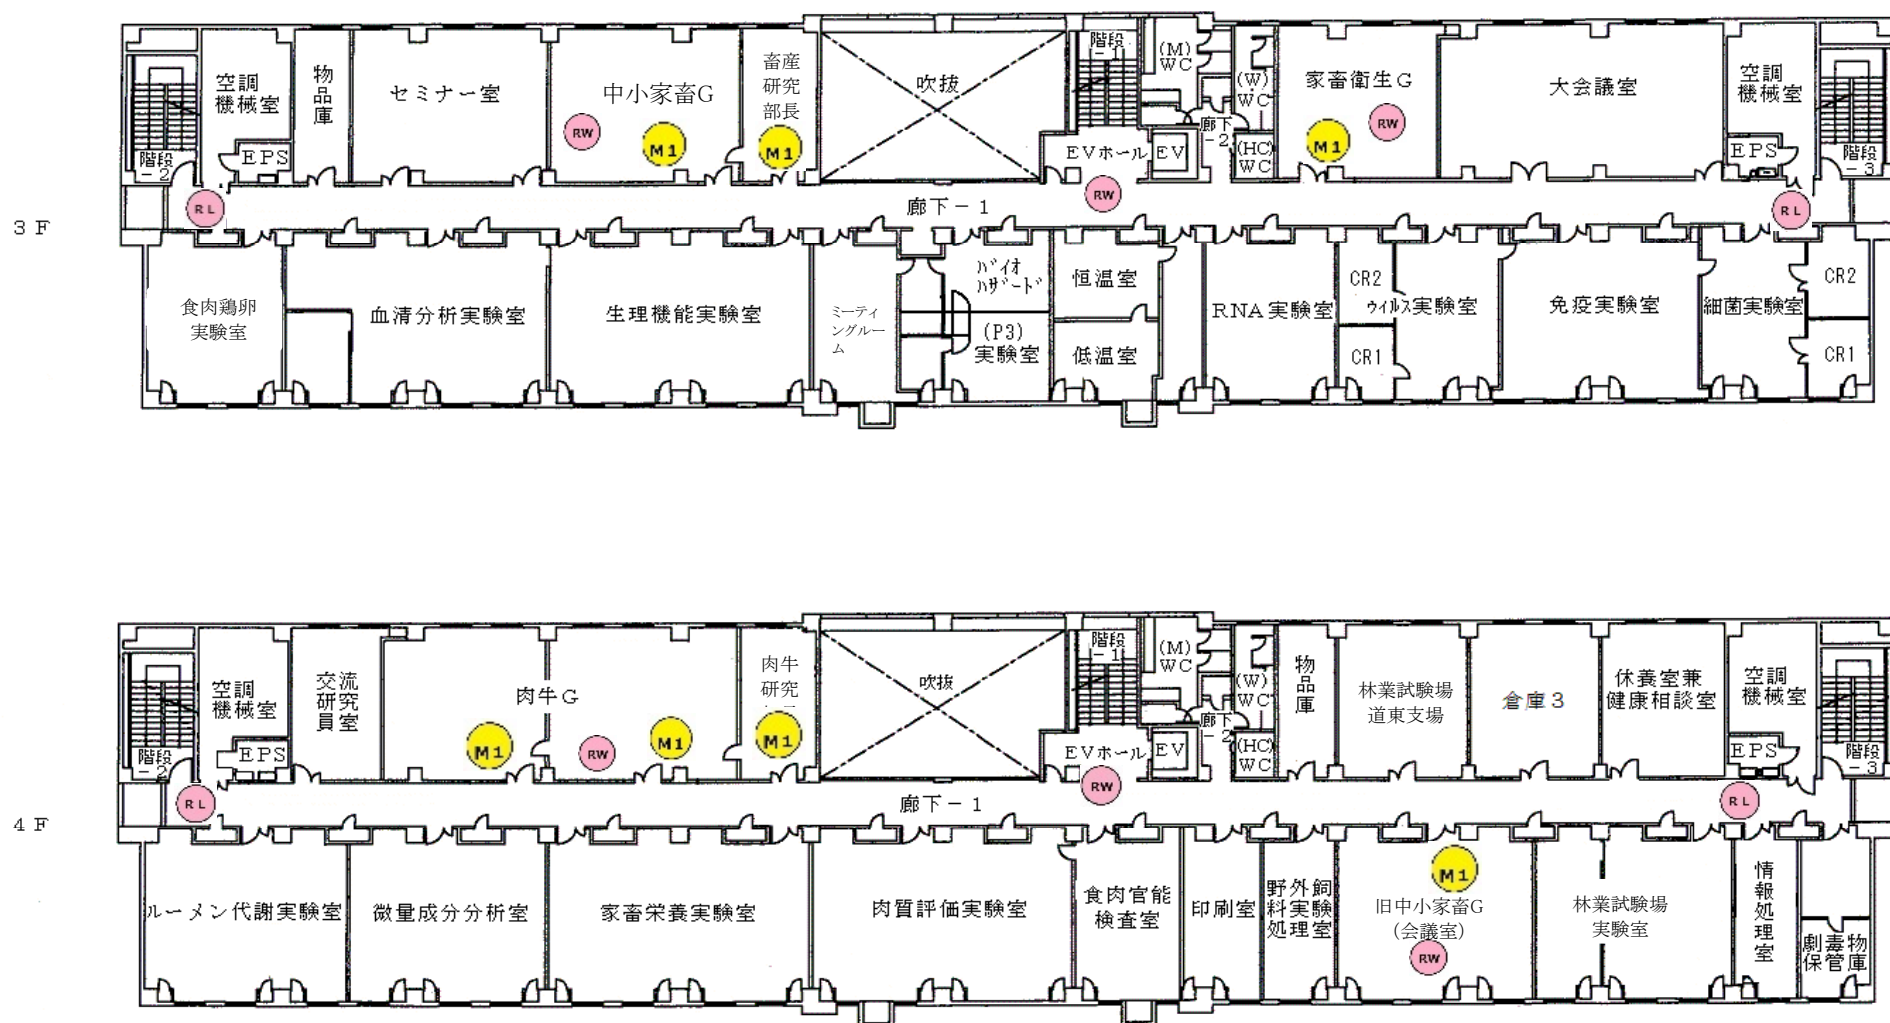 3F
階段
-2
空調
機械室
EPS
物
品
庫
セミナー室
中小家畜G
RW
M1
畜産
研究
部長
M1
吹抜
階段
-1
EVホール
EV
(M)
WC
廊下
-2
(W)
WC
(HC)
WC
家畜衛生G
M1
RW
大会議室
空調
機械室
EPS
階段
-3
RL
廊下-1
RW
RL
食肉鶏卵
実験室
血清分析実験室
生理機能実験室
ミーティ
ングルー
ム
バイオ
ハザード
(P3)
実験室
恒温室
低温室
RNA実験室
CR2
CR1
ウイルス実験室
免疫実験室
細菌実験室
CR2
CR1
4F
階段
-2
空調
機械室
EPS
交流
研究
員室
肉牛G
M1
RW
M1
肉牛
研究
M1
吹抜
階段
-1
EVホール
EV
(M)
WC
廊下
-2
(W)
WC
(HC)
WC
物
品
庫
林業試験場
道東支場
倉庫3
休養室兼
健康相談室
空調
機械室
EPS
階段
-3
RL
廊下-1
RW
RL
ルーメン代謝実験室
微量成分分析室
家畜栄養実験室
肉質評価実験室
食肉官能
検査室
印刷室
野外飼
料実験
処理室
M1
旧中小家畜G
(会議室)
RW
林業試験場
実験室
情
報
処
理
室
劇毒物
保管庫